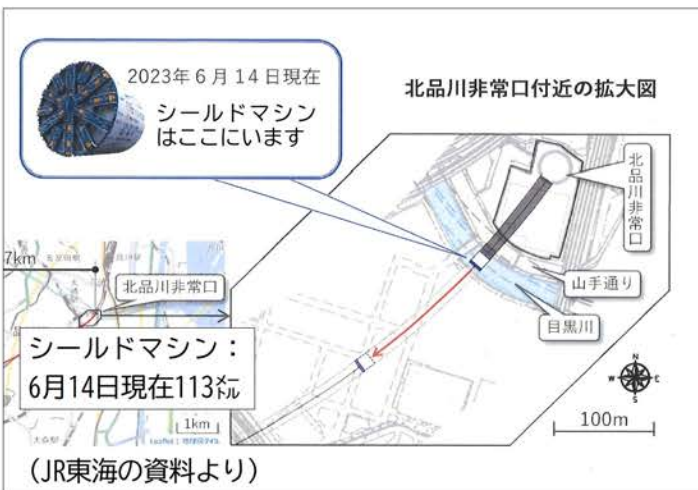 2023年6月14日現在
シールドマシン
はここにいます
北品川非常口付近の拡大図
北品川非常口
山手通り
目黒川
7km
北品川非常口
シールドマシン：
6月14日現在113㍍
1km
100m
N
E
S
W
(JR東海の資料より)